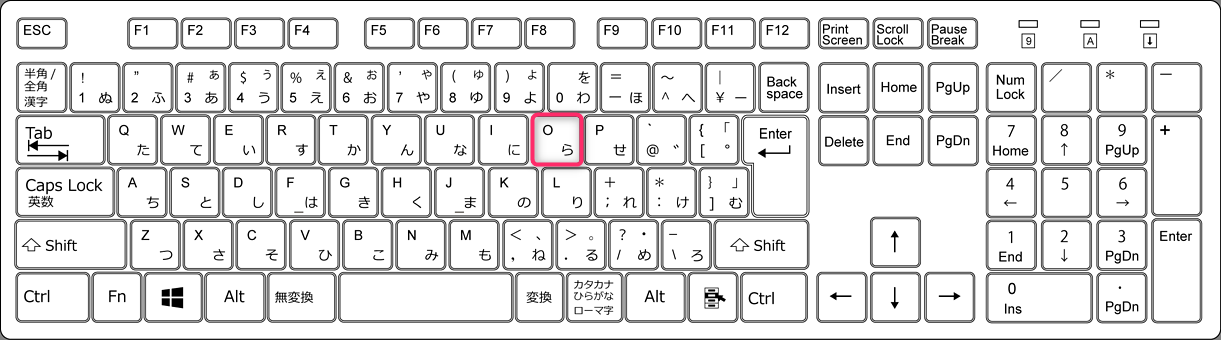 ESC F1 F2 F3 F4 F5 F6 F7 F8 F9 F10 F11 F12 Print Screen Scroll Lock Pause Break 9 A
半角/全角 漢字 ! 1 ぬ " 2 ふ # ぁ 3 あ $ ぅ 4 う % ぇ 5 え & ぉ 6 お ' ゃ 7 や ( ゅ 8 ゆ ) ょ 9 よ を 0 わ = ー ほ ~ ^ へ | ¥ ー Back space Insert Home PgUp Num Lock / * -
Tab Q た W て E い R す T か Y ん U な I に O ら P せ ` @ ゛ { 「 [ ゜ Enter Delete End PgDn 7 Home 8 ↑ 9 PgUp +
Caps Lock 英数 A ち S と D し F _は G き H く J _ま K の L り + ; れ * : け } 」 ] む 4 ← 5 6 →
Shift Z つ X さ C そ V ひ B こ N み M も < 、 , ね > 。 . る ? ・ / め _ \ ろ Shift ↑ 1 End 2 ↓ 3 PgDn Enter
Ctrl Fn Alt 無変換 変換 カタカナ ひらがな ローマ字 Alt Ctrl ← ↓ → 0 Ins . PgDn